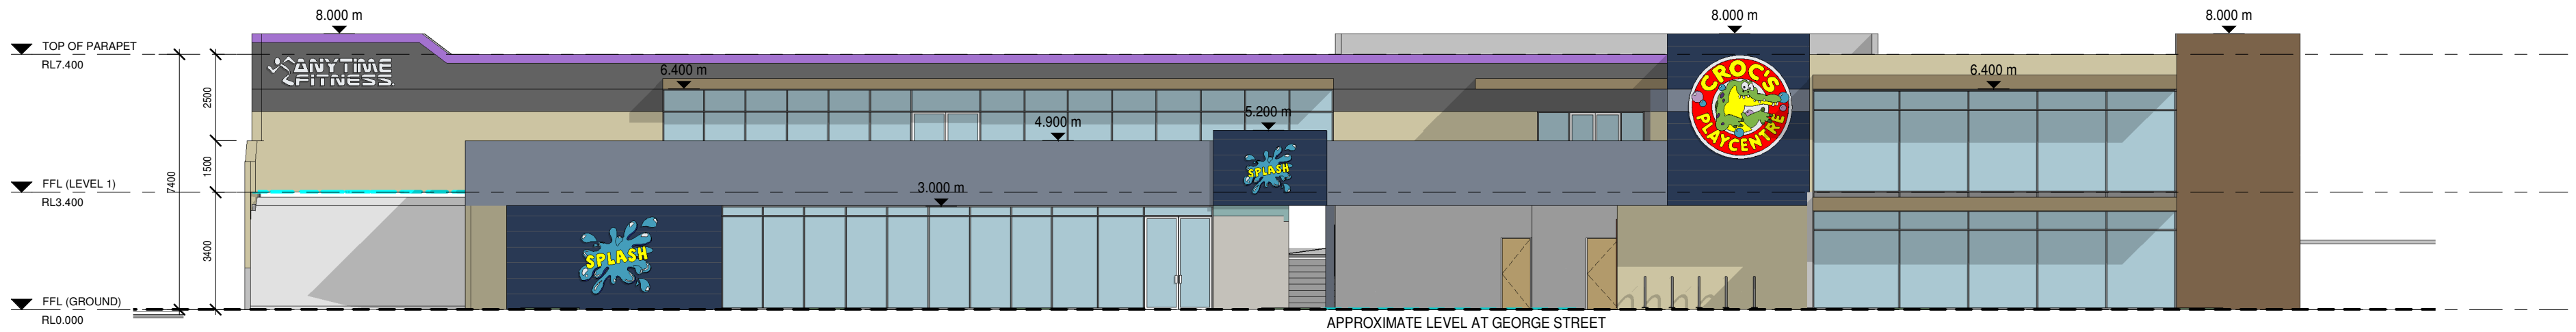 8.000 m
8.000 m
8.000 m
TOP OF PARAPET
RL7.400
ANYTIME
FITNESS.
6.400 m
6.400 m
CROC'S
PLAYCENTRE
2500
5.200 m
4.900 m
SPLASH
1500
7400
FFL (LEVEL 1)
RL3.400
3.000 m
3400
SPLASH
FFL (GROUND)
RL0.000
APPROXIMATE LEVEL AT GEORGE STREET